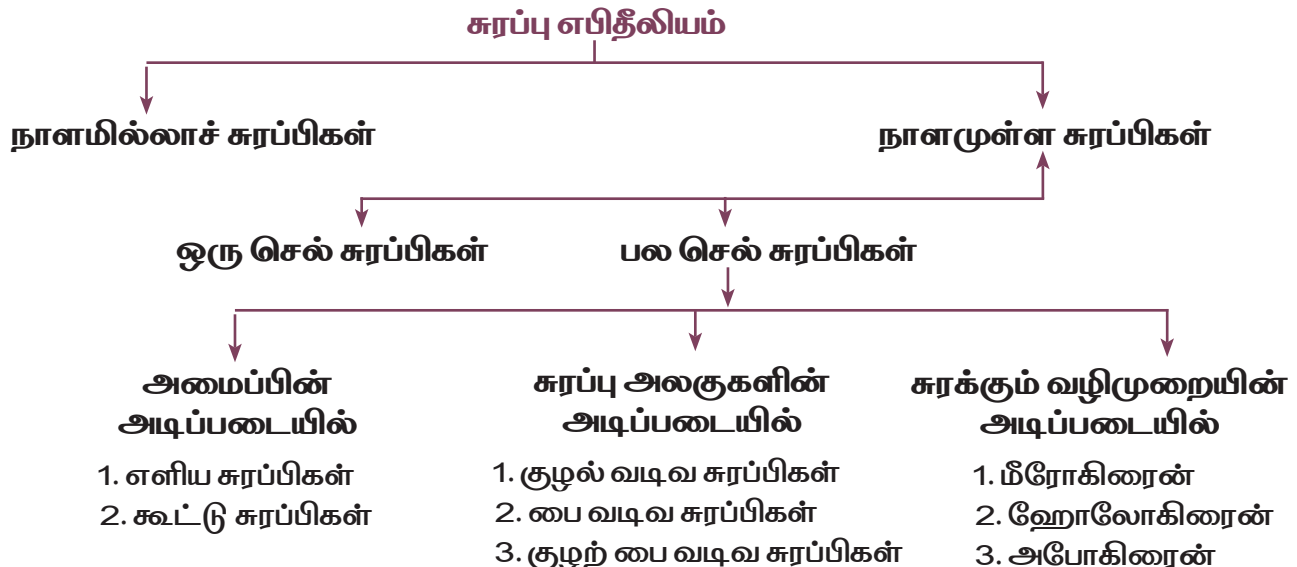 சுரப்பு எபிதீலியம்
நாளமில்லாச் சுரப்பிகள்
நாளமுள்ள சுரப்பிகள்
ஒரு செல் சுரப்பிகள்
பல செல் சுரப்பிகள்
அமைப்பின்
அடிப்படையில்
1. எளிய சுரப்பிகள்
2. கூட்டு சுரப்பிகள்
சுரப்பு அலகுகளின்
அடிப்படையில்
1. குழல் வடிவ சுரப்பிகள்
2. பை வடிவ சுரப்பிகள்
3. குழற் பை வடிவ சுரப்பிகள்
சுரக்கும் வழிமுறையின்
அடிப்படையில்
1. மீரோகிரைன்
2. ஹோலோகிரைன்
3. அபோகிரைன்